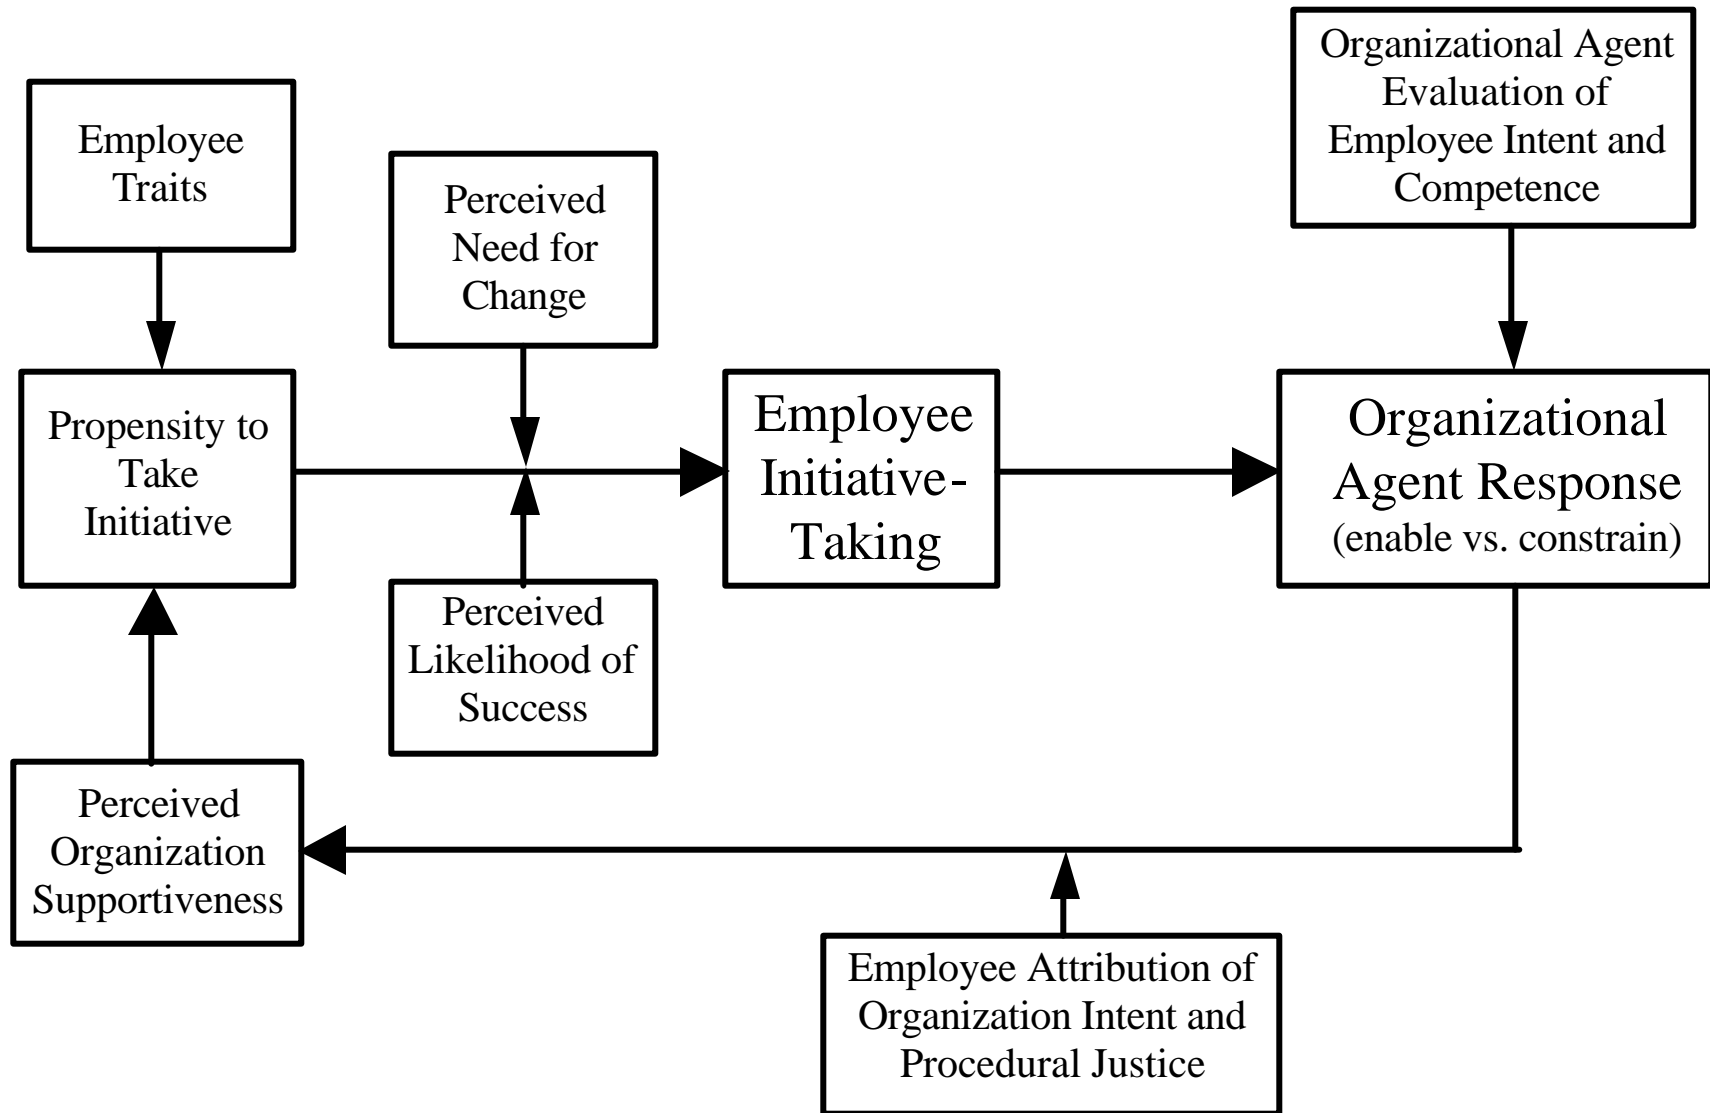 Organizational Agent
Evaluation of
Employee Intent and
Competence
Employee
Traits
Perceived
Need for
Change
Propensity to
Take
Initiative
Employee
Initiative-
Taking
Organizational
Agent Response
(enable vs. constrain)
Perceived
Likelihood of
Success
Perceived
Organization
Supportiveness
Employee Attribution of
Organization Intent and
Procedural Justice